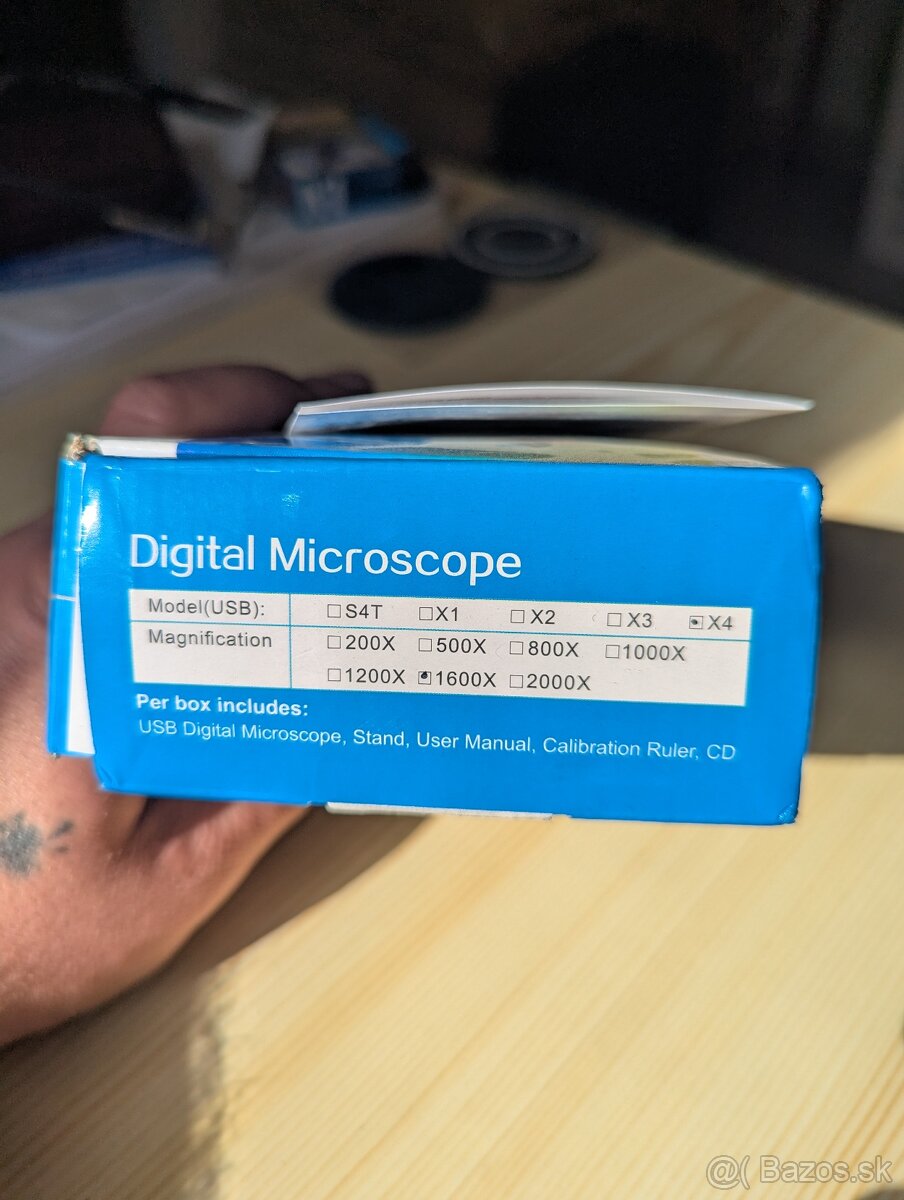 Digital Microscope
Model(USB): ☐S4T ☐X1 ☐X2 ☐X3 ☑X4
Magnification ☐200X ☐500X ☐800X ☐1000X
☐1200X ☑1600X ☐2000X
Per box includes:
USB Digital Microscope, Stand, User Manual, Calibration Ruler, CD
@( Bazos.sk